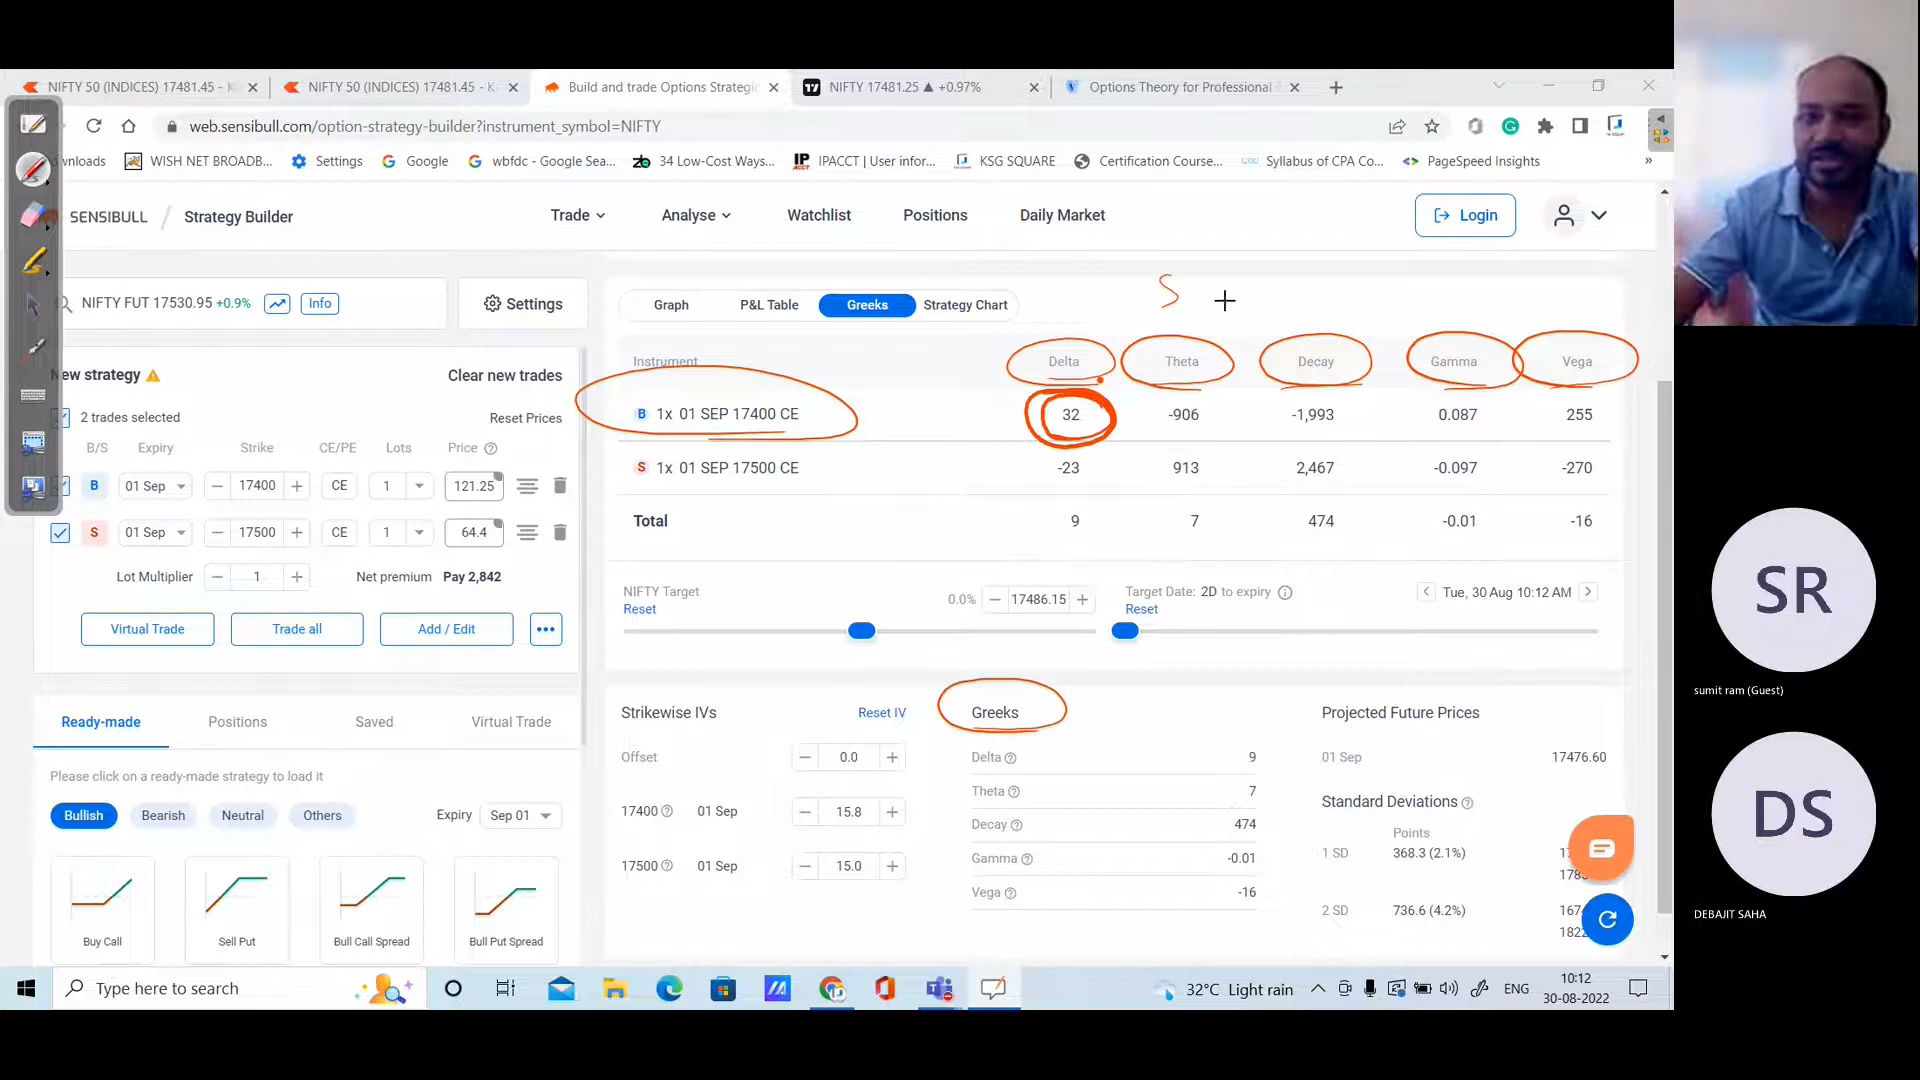 NIFTY 50 (INDICES) 17481.45 - K
NIFTY 50 (INDICES) 17481.45 - K
Build and trade Options Strategi
NIFTY 17481.25 ▲ +0.97%
Options Theory for Professional
web.sensibull.com/option-strategy-builder?instrument_symbol=NIFTY
wnloads
WISH NET BROADB...
Settings
Google
wbfdc - Google Sea...
34 Low-Cost Ways...
IPACCT | User infor...
KSG SQUARE
Certification Course...
Syllabus of CPA Co...
PageSpeed Insights
»
SENSIBULL / Strategy Builder
Trade
Analyse
Watchlist
Positions
Daily Market
Login
NIFTY FUT 17530.95 +0.9%
Info
Settings
Graph
P&L Table
Greeks
Strategy Chart
S
New strategy
Clear new trades
2 trades selected
Reset Prices
B/S Expiry Strike CE/PE Lots Price
B 01 Sep 17400 CE 1 121.25
S 01 Sep 17500 CE 1 64.4
Lot Multiplier 1 Net premium Pay 2,842
Virtual Trade
Trade all
Add / Edit
Instrument Delta Theta Decay Gamma Vega
B 1x 01 SEP 17400 CE 32 -906 -1,993 0.087 255
S 1x 01 SEP 17500 CE -23 913 2,467 -0.097 -270
Total 9 7 474 -0.01 -16
NIFTY Target
Reset
0.0% 17486.15
Target Date: 2D to expiry
Reset
Tue, 30 Aug 10:12 AM
Ready-made
Positions
Saved
Virtual Trade
Please click on a ready-made strategy to load it
Bullish
Bearish
Neutral
Others
Expiry Sep 01
Buy Call
Sell Put
Bull Call Spread
Bull Put Spread
Strikewise IVs Reset IV
Offset 0.0
17400 01 Sep 15.8
17500 01 Sep 15.0
Greeks
Delta 9
Theta 7
Decay 474
Gamma -0.01
Vega -16
Projected Future Prices
01 Sep 17476.60
Standard Deviations
Points
1 SD 368.3 (2.1%)
2 SD 736.6 (4.2%)
Type here to search
32°C Light rain
ENG
10:12
30-08-2022
SR
sumit ram (Guest)
DS
DEBAJIT SAHA